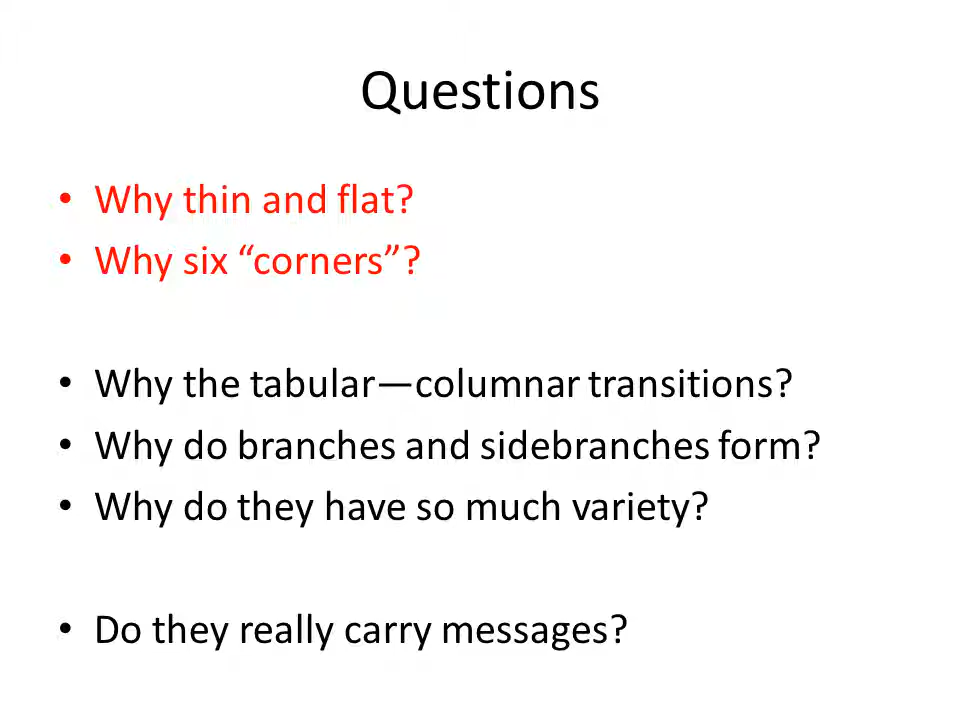 Questions
• Why thin and flat?
• Why six “corners”?
• Why the tabular—columnar transitions?
• Why do branches and sidebranches form?
• Why do they have so much variety?
• Do they really carry messages?